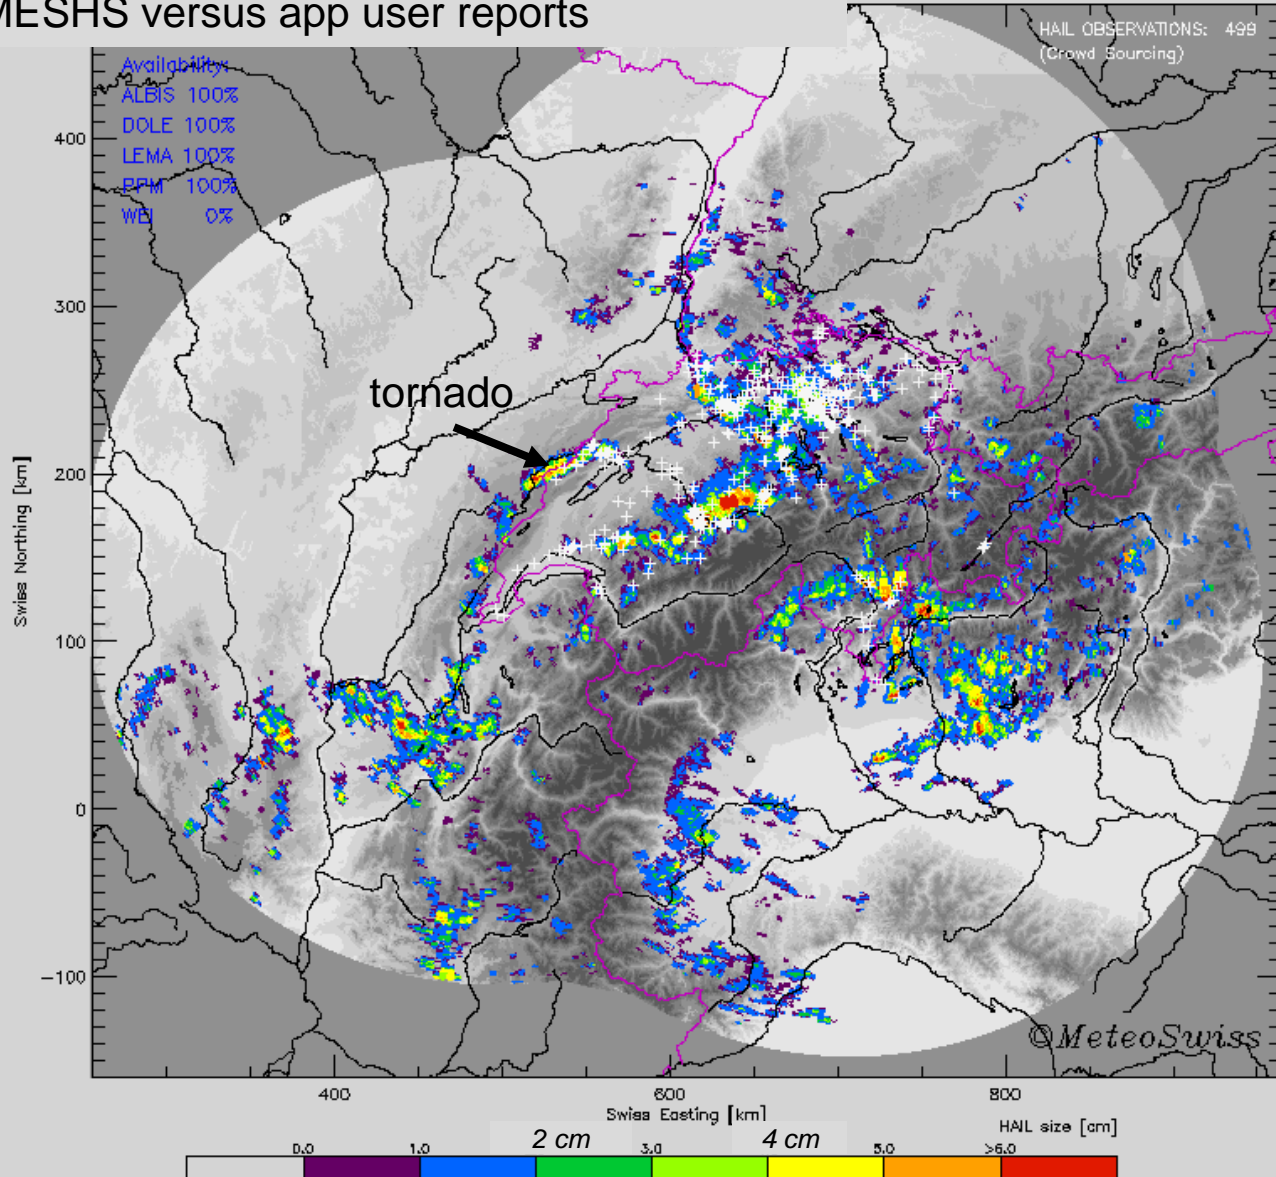 MESHS versus app user reports
HAIL OBSERVATIONS: 499
(Crowd Sourcing)
Availability:
ALBIS 100%
DOLE 100%
LEMA 100%
PPM 100%
WEI 0%
400
300
tornado
200
100
0
-100
Swiss Northing [km]
©MeteoSwiss
400
600
800
Swiss Easting [km]
HAIL size [cm]
0.0
1.0
2 cm
3.0
4 cm
5.0
>6.0